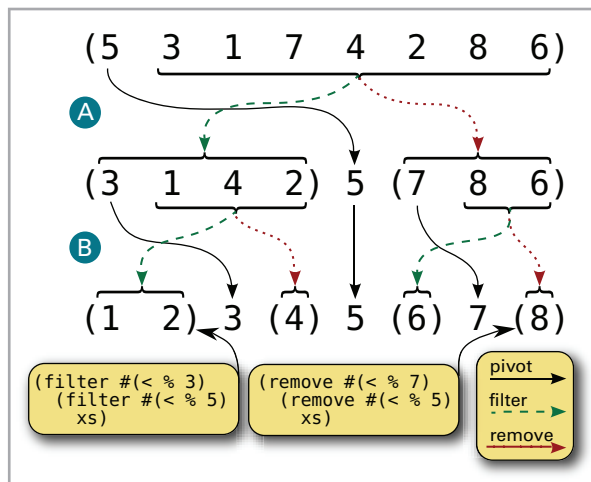 (5 3 1 7 4 2 8 6)
A
(3 1 4 2) 5 (7 8 6)
B
(1 2) 3 (4) 5 (6) 7 (8)
(filter #(< % 3)
(filter #(< % 5)
xs)
(remove #(< % 7)
(remove #(< % 5)
xs)
pivot
filter
remove